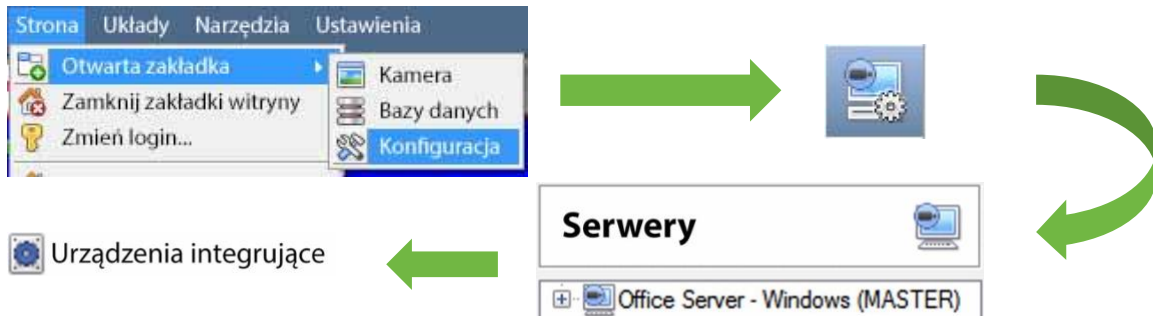 Strona Układy Narzędzia Ustawienia
Otwarta zakładka
Zamknij zakładki witryny
Zmień login...
Kamera
Bazy danych
Konfiguracja
Serwery
Office Server - Windows (MASTER)
Urządzenia integrujące